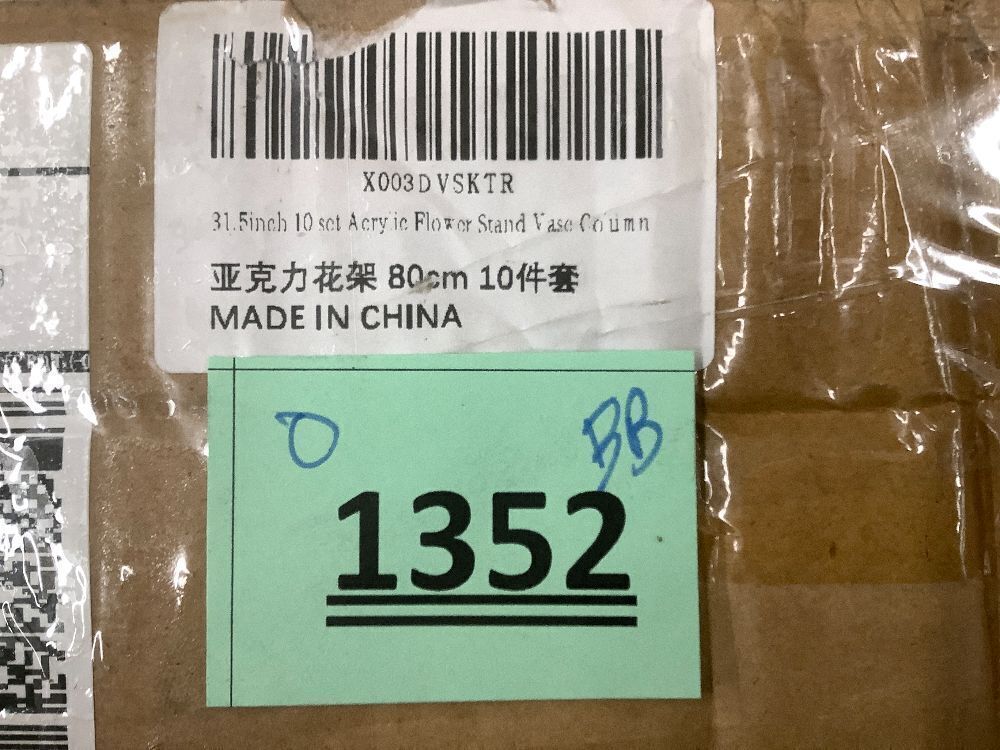 X003DVSKTR
31.5inch 10 set Acrylic Flower Stand Vase Column
亚克力花架 80cm 10件套
MADE IN CHINA
O BB
1352